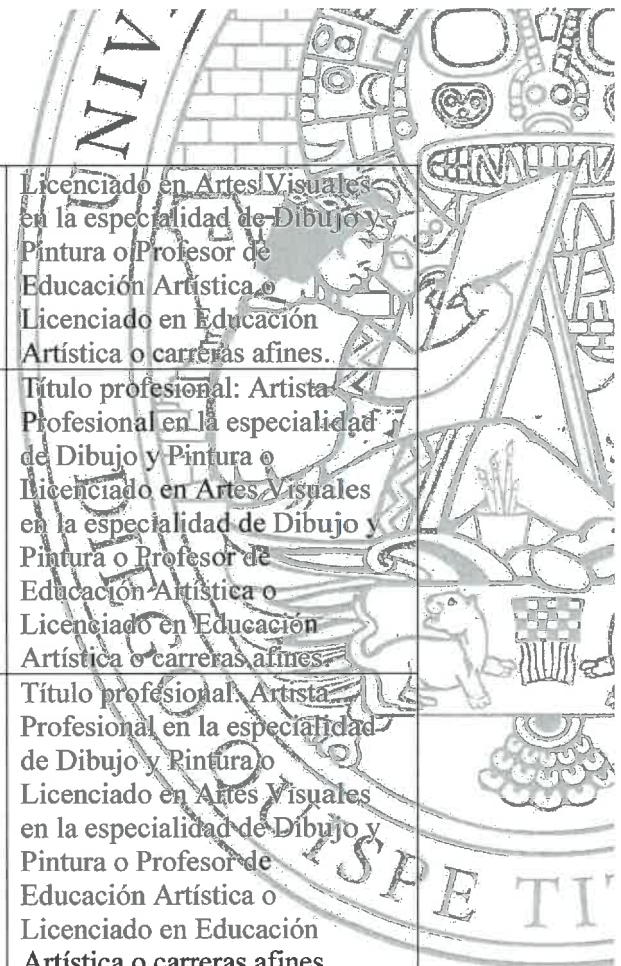 UNIV
Licenciado en Artes Visuales
en la especialidad de Dibujo y
Pintura o Profesor de
Educación Artística o
Licenciado en Educación
Artística o carreras afines.
Título profesional: Artista
Profesional en la especialidad
de Dibujo y Pintura o
Licenciado en Artes Visuales
en la especialidad de Dibujo y
Pintura o Profesor de
Educación Artística o
Licenciado en Educación
Artística o carreras afines.
Título profesional: Artista
Profesional en la especialidad
de Dibujo y Pintura o
Licenciado en Artes Visuales
en la especialidad de Dibujo y
Pintura o Profesor de
Educación Artística o
Licenciado en Educación
Artística o carreras afines
DIEGO QUISPE TIT